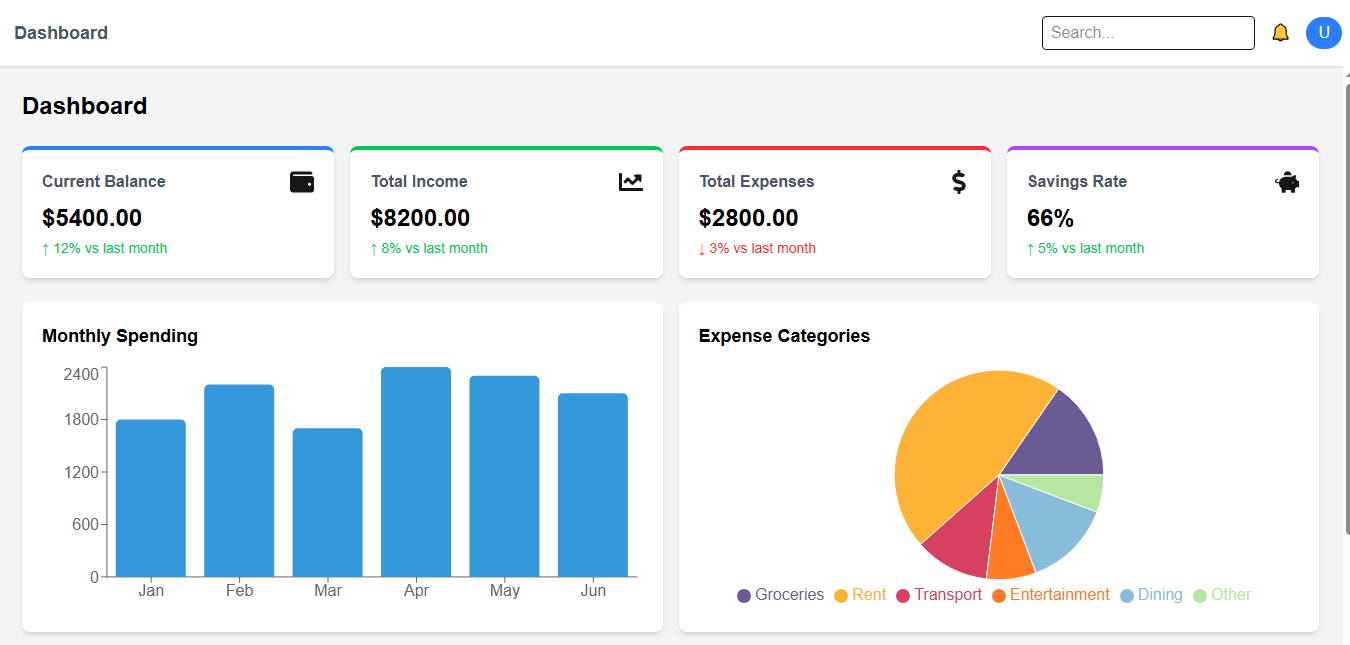 Dashboard
Search...
U
Dashboard
Current Balance
$5400.00
↑ 12% vs last month
Total Income
$8200.00
↑ 8% vs last month
Total Expenses
$2800.00
↓ 3% vs last month
Savings Rate
66%
↑ 5% vs last month
Monthly Spending
2400
1800
1200
600
0
Jan Feb Mar Apr May Jun
Expense Categories
Groceries Rent Transport Entertainment Dining Other